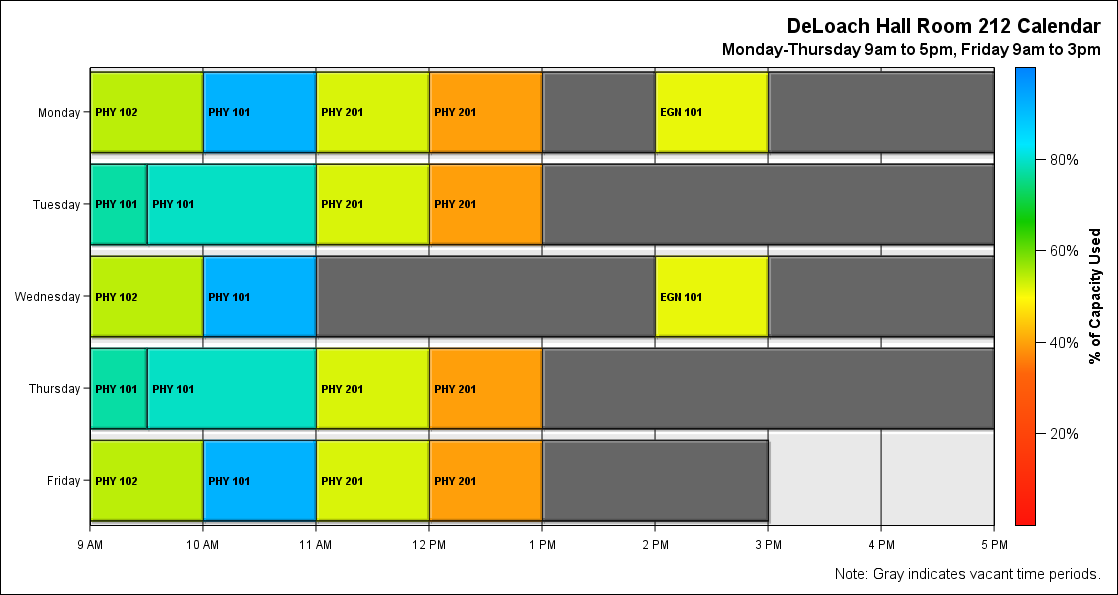 DeLoach Hall Room 212 Calendar
Monday-Thursday 9am to 5pm, Friday 9am to 3pm
Monday
PHY 102
PHY 101
PHY 201
PHY 201
EGN 101
Tuesday
PHY 101
PHY 101
PHY 201
PHY 201
Wednesday
PHY 102
PHY 101
EGN 101
Thursday
PHY 101
PHY 101
PHY 201
PHY 201
Friday
PHY 102
PHY 101
PHY 201
PHY 201
9 AM
10 AM
11 AM
12 PM
1 PM
2 PM
3 PM
4 PM
5 PM
80%
60%
40%
20%
% of Capacity Used
Note: Gray indicates vacant time periods.